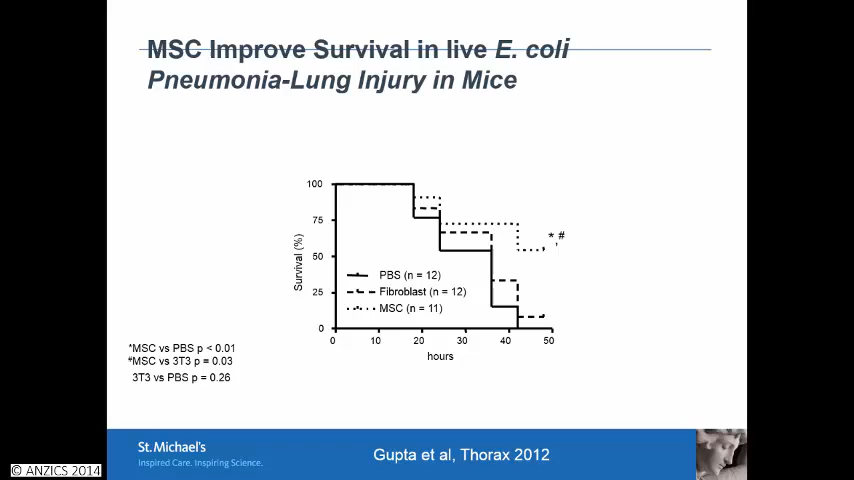 MSC Improve Survival in live E. coli
Pneumonia-Lung Injury in Mice
100
75
50
25
0
Survival (%)
*,#
PBS (n = 12)
Fibroblast (n = 12)
MSC (n = 11)
0 10 20 30 40 50
hours
*MSC vs PBS p < 0.01
#MSC vs 3T3 p = 0.03
3T3 vs PBS p = 0.26
St.Michael's
Inspired Care. Inspiring Science.
Gupta et al, Thorax 2012
© ANZICS 2014